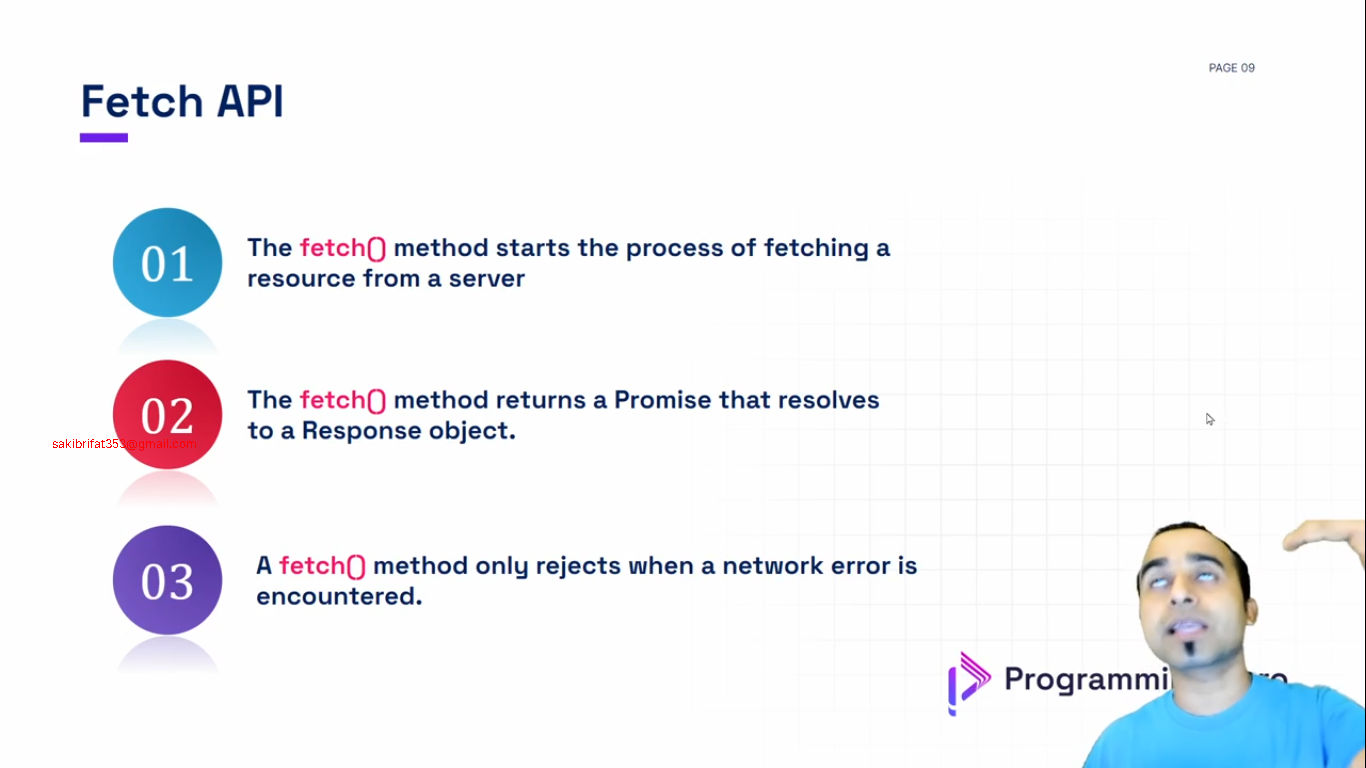 PAGE 09
Fetch API
01
The fetch() method starts the process of fetching a
resource from a server
02
The fetch() method returns a Promise that resolves
to a Response object.
sakibrifat353@gmail.com
03
A fetch() method only rejects when a network error is
encountered.